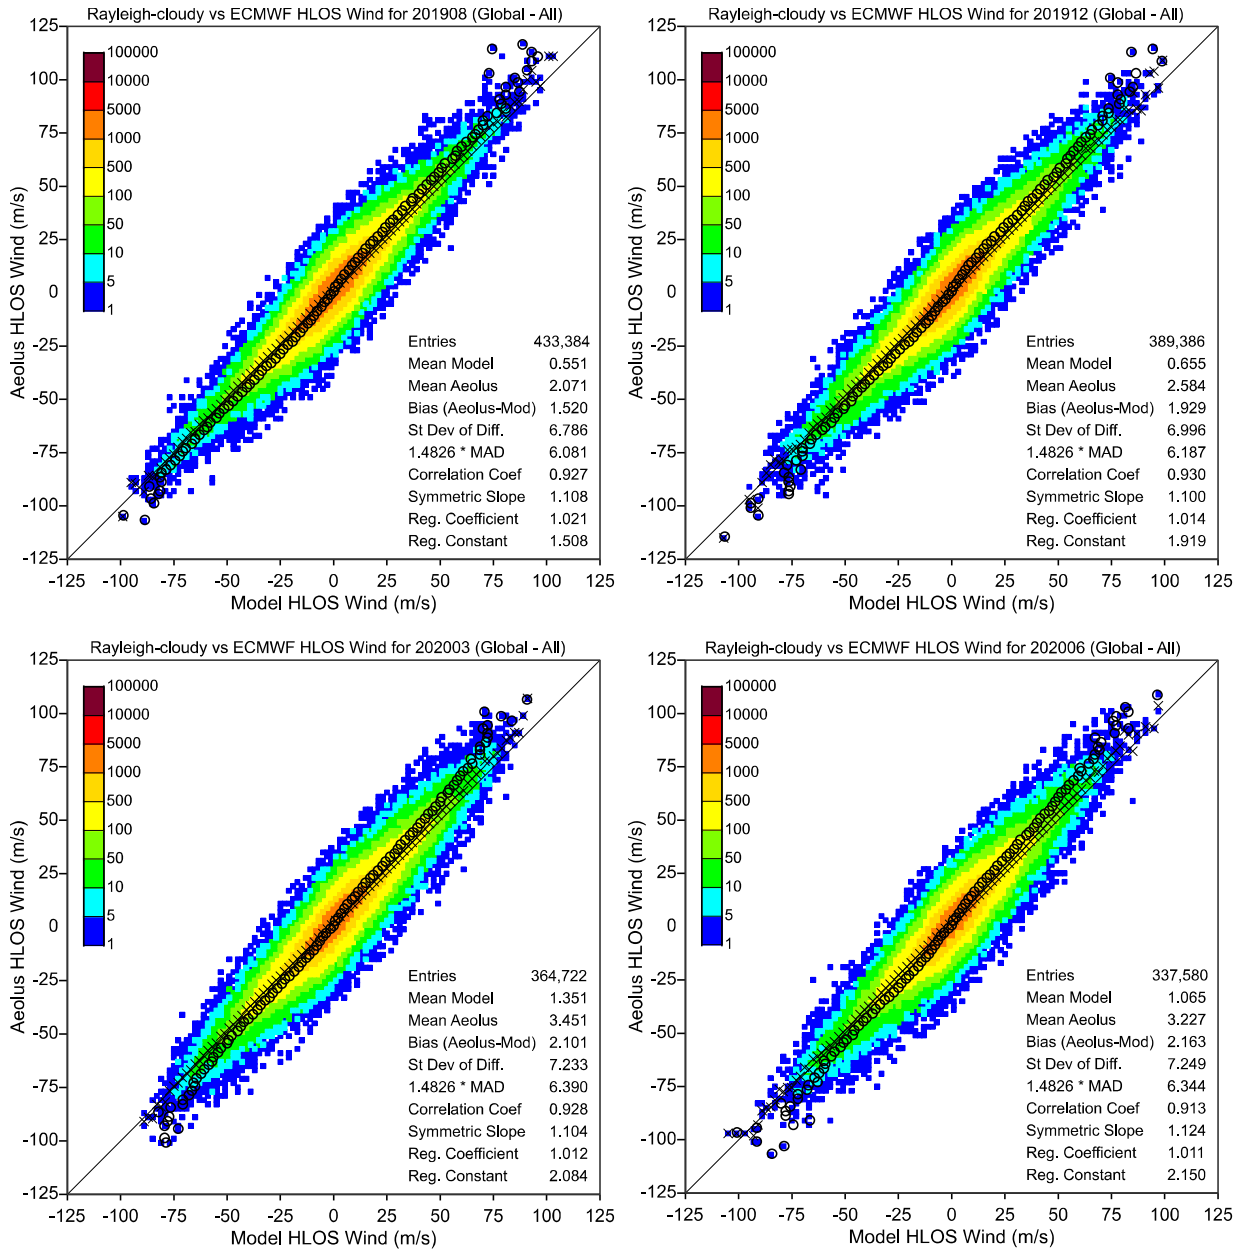 Rayleigh-cloudy vs ECMWF HLOS Wind for 201908 (Global - All)
125
100
75
50
25
0
-25
-50
-75
-100
-125
Aeolus HLOS Wind (m/s)
100000
10000
5000
1000
500
100
50
10
5
1
Entries 433,384
Mean Model 0.551
Mean Aeolus 2.071
Bias (Aeolus-Mod) 1.520
St Dev of Diff. 6.786
1.4826 * MAD 6.081
Correlation Coef 0.927
Symmetric Slope 1.108
Reg. Coefficient 1.021
Reg. Constant 1.508
-125 -100 -75 -50 -25 0 25 50 75 100 125
Model HLOS Wind (m/s)
Rayleigh-cloudy vs ECMWF HLOS Wind for 201912 (Global - All)
125
100
75
50
25
0
-25
-50
-75
-100
-125
Aeolus HLOS Wind (m/s)
100000
10000
5000
1000
500
100
50
10
5
1
Entries 389,386
Mean Model 0.655
Mean Aeolus 2.584
Bias (Aeolus-Mod) 1.929
St Dev of Diff. 6.996
1.4826 * MAD 6.187
Correlation Coef 0.930
Symmetric Slope 1.100
Reg. Coefficient 1.014
Reg. Constant 1.919
-125 -100 -75 -50 -25 0 25 50 75 100 125
Model HLOS Wind (m/s)
Rayleigh-cloudy vs ECMWF HLOS Wind for 202003 (Global - All)
125
100
75
50
25
0
-25
-50
-75
-100
-125
Aeolus HLOS Wind (m/s)
100000
10000
5000
1000
500
100
50
10
5
1
Entries 364,722
Mean Model 1.351
Mean Aeolus 3.451
Bias (Aeolus-Mod) 2.101
St Dev of Diff. 7.233
1.4826 * MAD 6.390
Correlation Coef 0.928
Symmetric Slope 1.104
Reg. Coefficient 1.012
Reg. Constant 2.084
-125 -100 -75 -50 -25 0 25 50 75 100 125
Model HLOS Wind (m/s)
Rayleigh-cloudy vs ECMWF HLOS Wind for 202006 (Global - All)
125
100
75
50
25
0
-25
-50
-75
-100
-125
Aeolus HLOS Wind (m/s)
100000
10000
5000
1000
500
100
50
10
5
1
Entries 337,580
Mean Model 1.065
Mean Aeolus 3.227
Bias (Aeolus-Mod) 2.163
St Dev of Diff. 7.249
1.4826 * MAD 6.344
Correlation Coef 0.913
Symmetric Slope 1.124
Reg. Coefficient 1.011
Reg. Constant 2.150
-125 -100 -75 -50 -25 0 25 50 75 100 125
Model HLOS Wind (m/s)